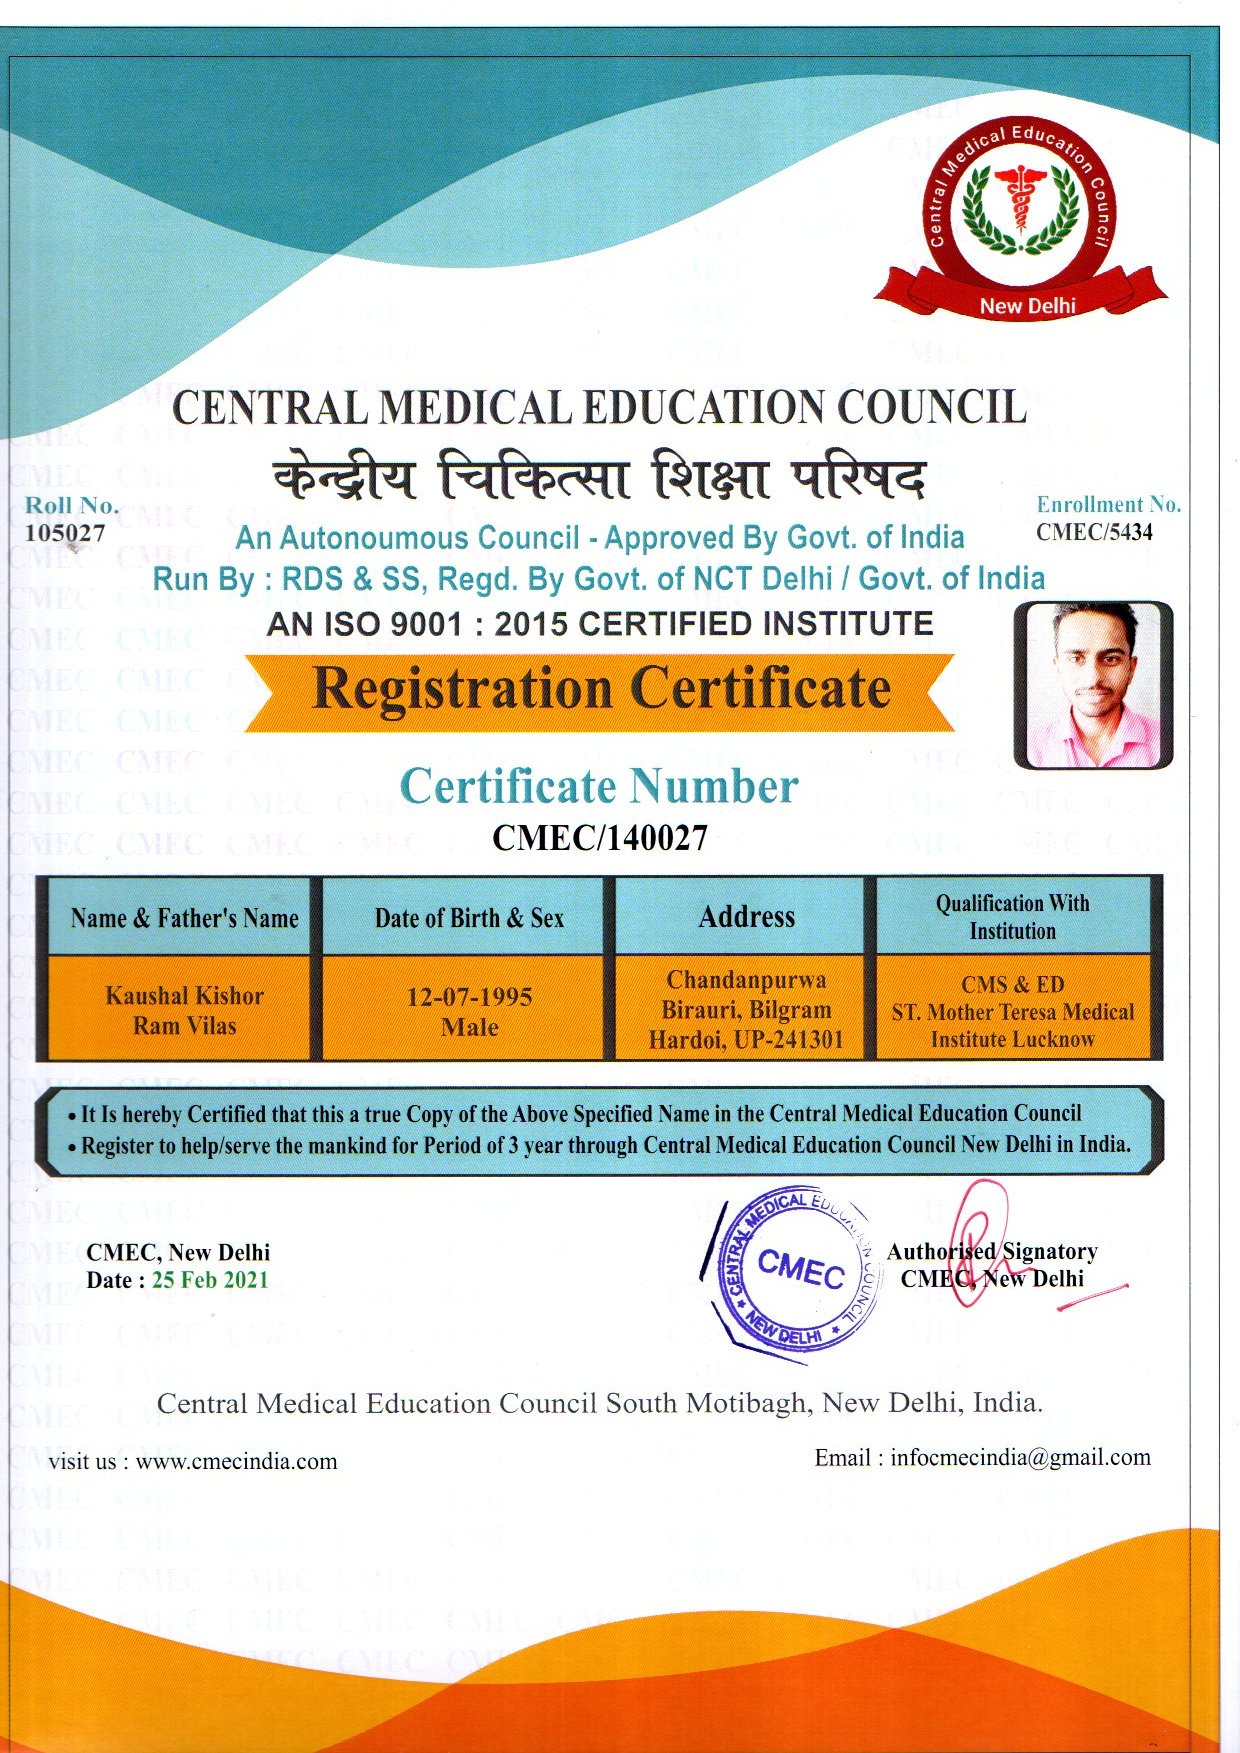 Central Medical Education Council
New Delhi
CENTRAL MEDICAL EDUCATION COUNCIL
केन्द्रीय चिकित्सा शिक्षा परिषद
Roll No.
105027
Enrollment No.
CMEC/5434
An Autonoumous Council - Approved By Govt. of India
Run By : RDS & SS, Regd. By Govt. of NCT Delhi / Govt. of India
AN ISO 9001 : 2015 CERTIFIED INSTITUTE
Registration Certificate
Certificate Number
CMEC/140027
Name & Father's Name
Date of Birth & Sex
Address
Qualification With
Institution
Kaushal Kishor
Ram Vilas
12-07-1995
Male
Chandanpurwa
Birauri, Bilgram
Hardoi, UP-241301
CMS & ED
ST. Mother Teresa Medical
Institute Lucknow
• It Is hereby Certified that this a true Copy of the Above Specified Name in the Central Medical Education Council
• Register to help/serve the mankind for Period of 3 year through Central Medical Education Council New Delhi in India.
CMEC, New Delhi
Date : 25 Feb 2021
CENTRAL MEDICAL EDUCATION COUNCIL
CMEC
★ NEW DELHI ★
Authorised Signatory
CMEC, New Delhi
Central Medical Education Council South Motibagh, New Delhi, India.
visit us : www.cmecindia.com
Email : infocmecindia@gmail.com